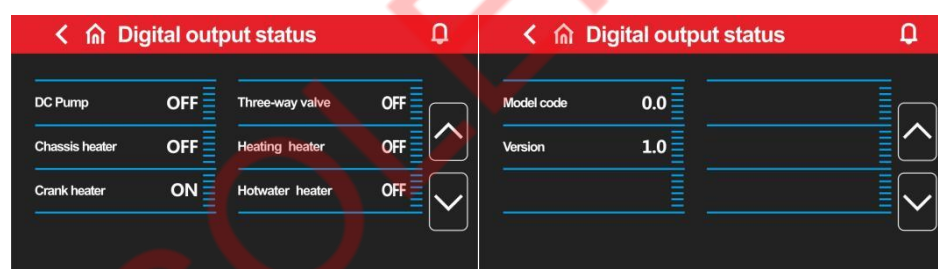 Digital output status
DC Pump OFF Three-way valve OFF
Chassis heater OFF Heating heater OFF
Crank heater ON Hotwater heater OFF
Digital output status
Model code 0.0
Version 1.0